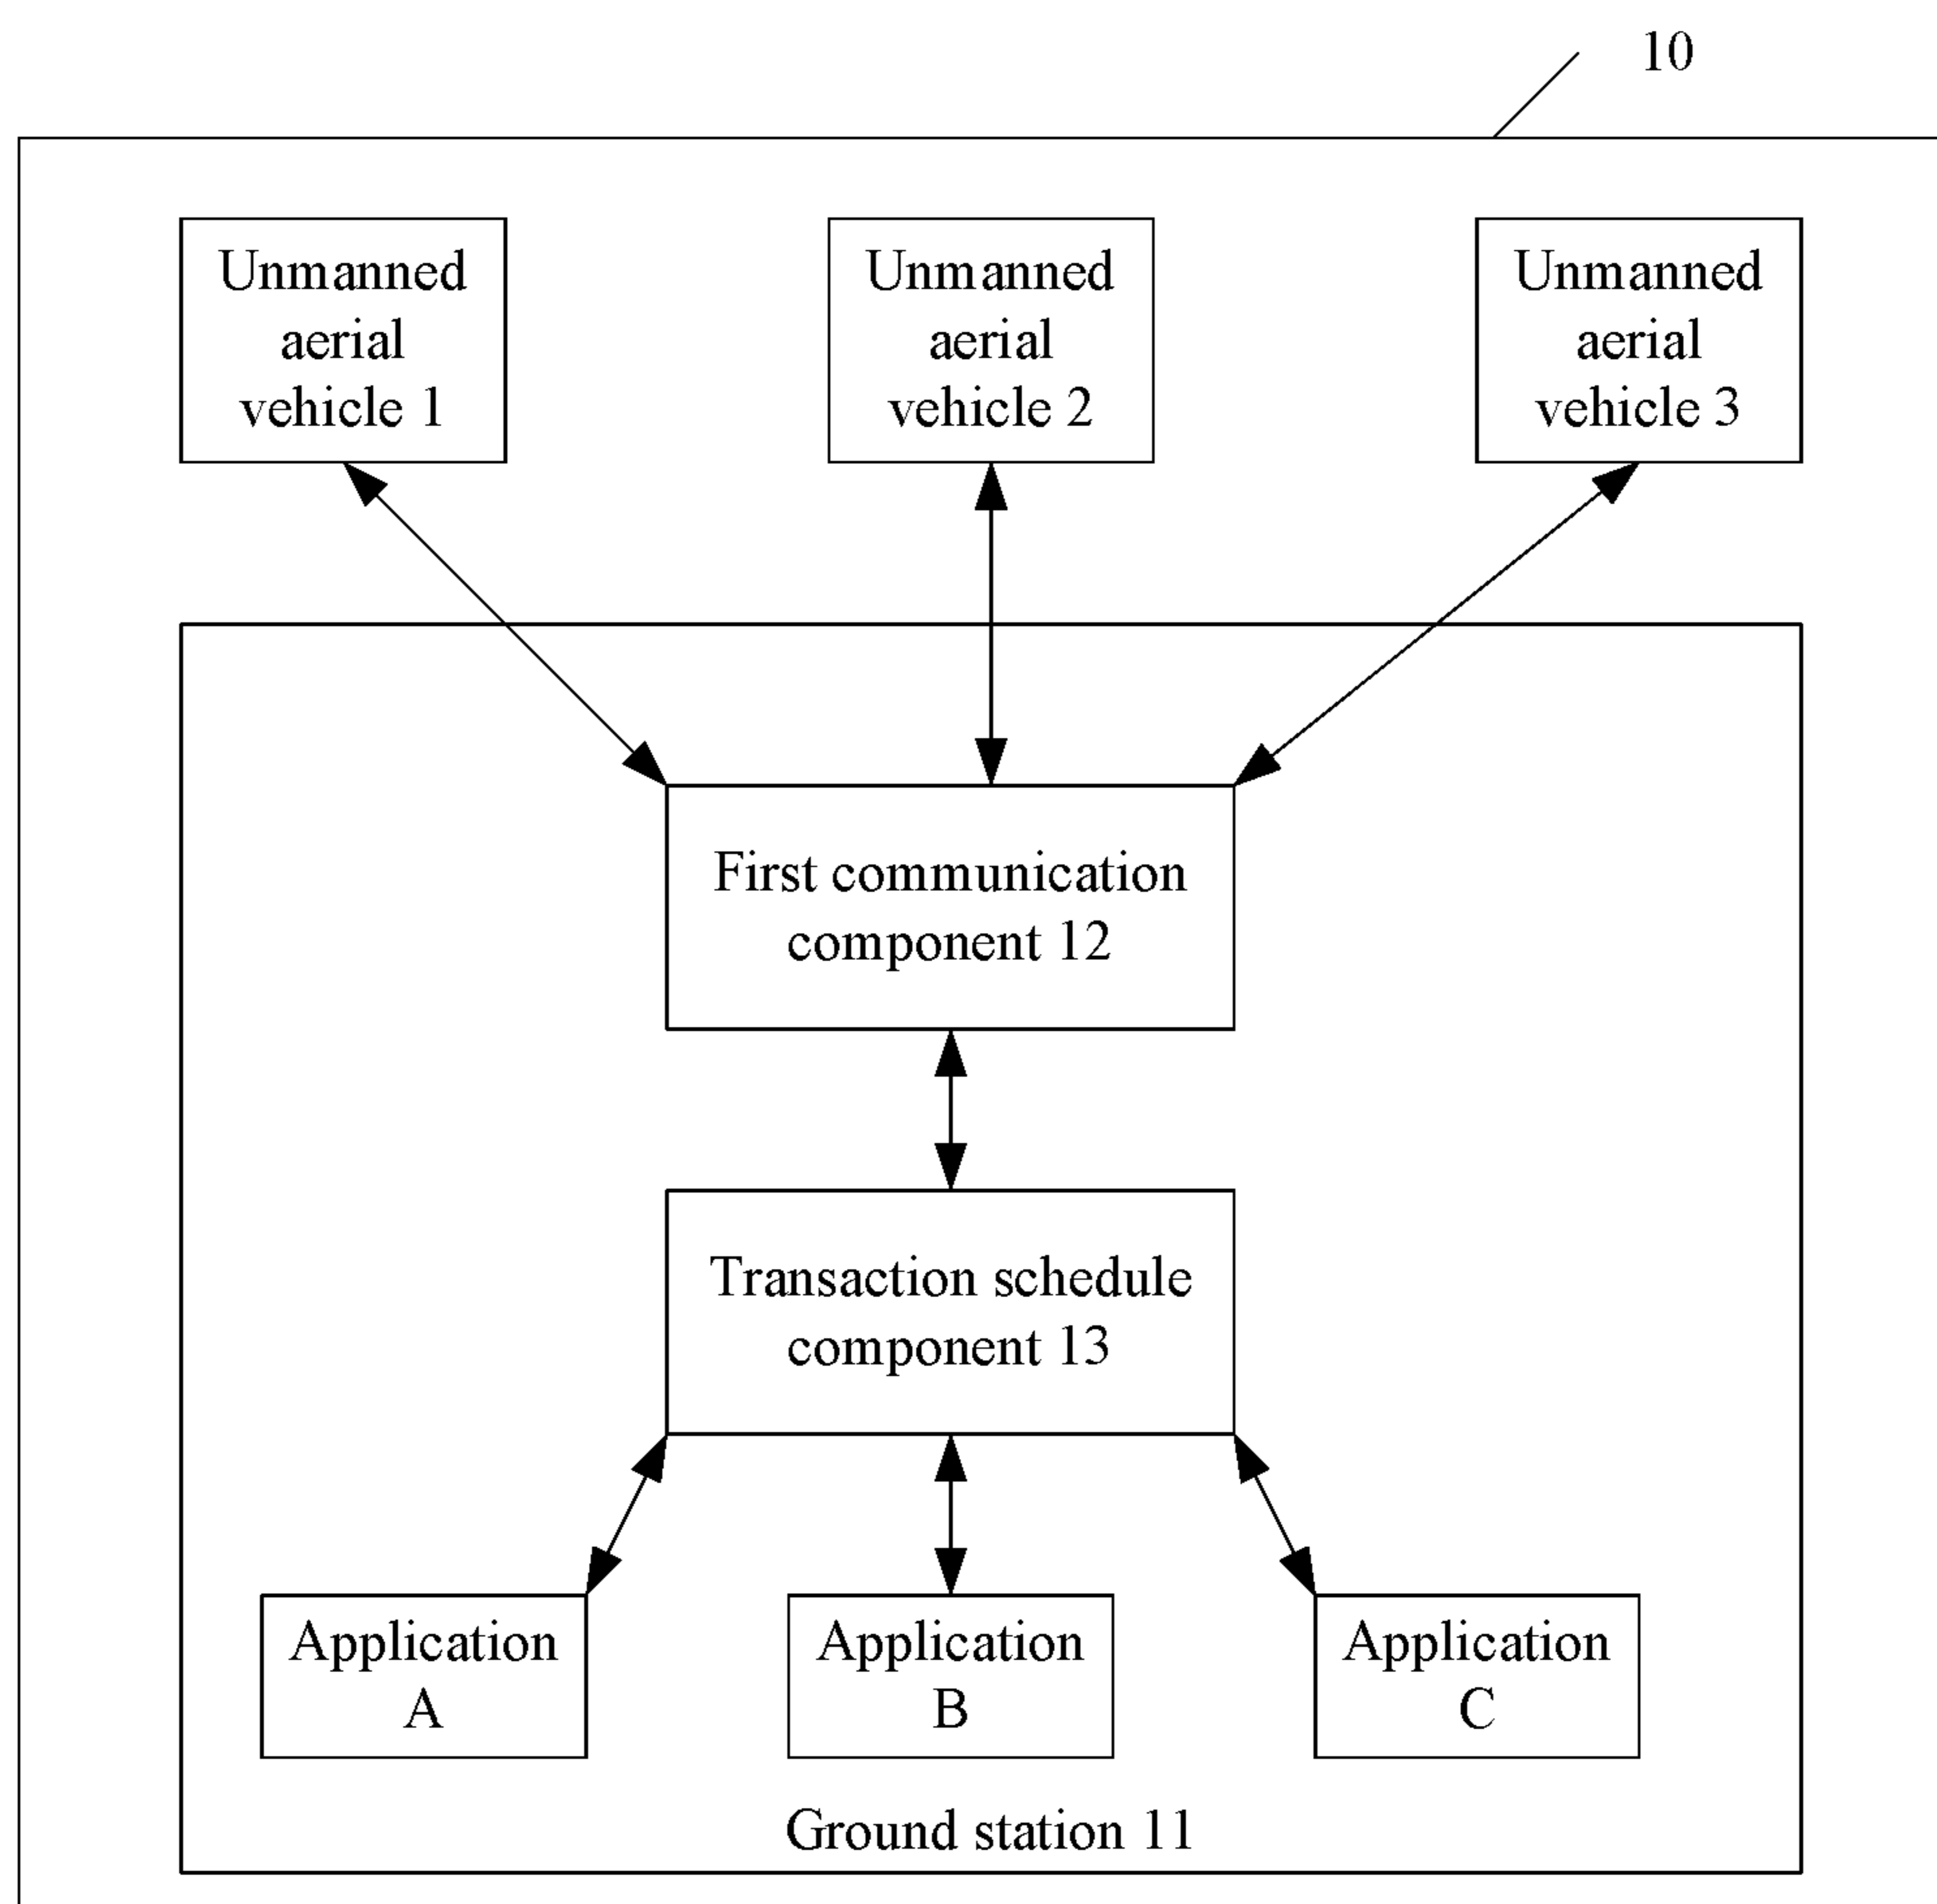 10
Unmanned
aerial
vehicle 1
Unmanned
aerial
vehicle 2
Unmanned
aerial
vehicle 3
First communication
component 12
Transaction schedule
component 13
Application
A
Application
B
Application
C
Ground station 11